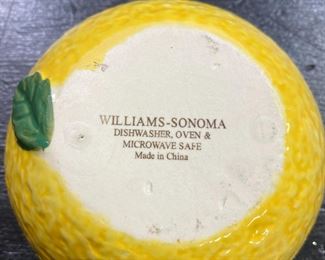 WILLIAMS-SONOMA
DISHWASHER, OVEN &
MICROWAVE SAFE
Made in China